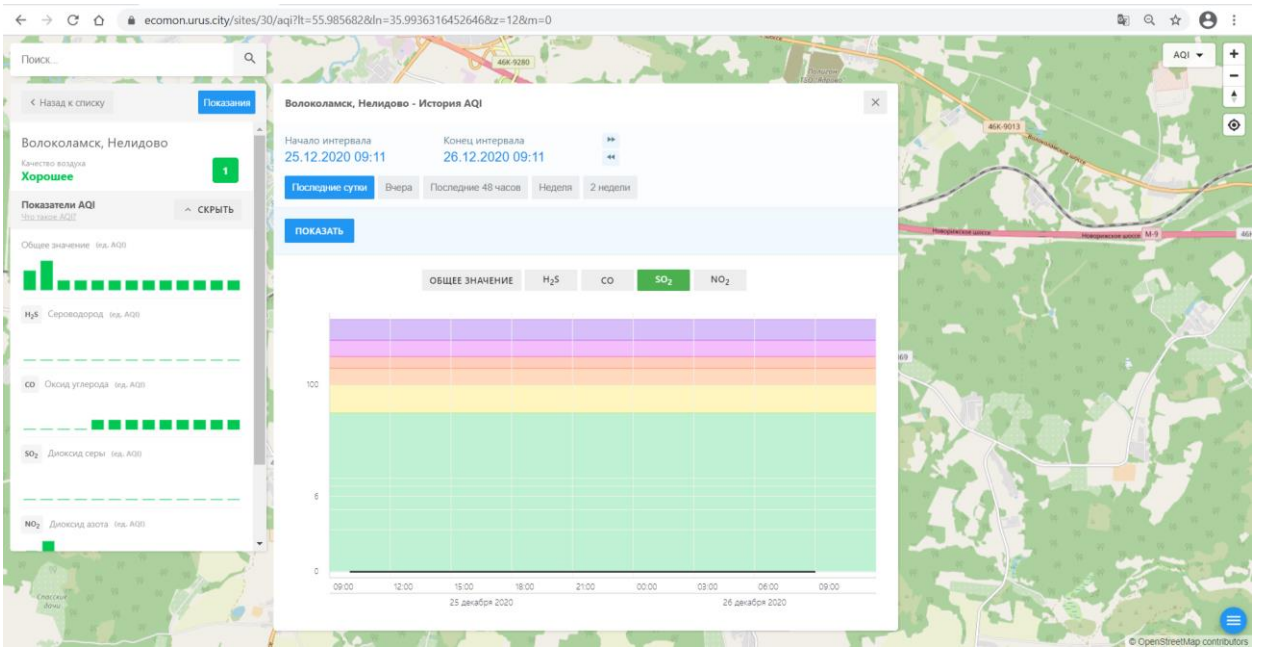 ecomon.urus.city/sites/30/aqi?lt=55.985682&ln=35.9936316452646&z=12&m=0
Поиск...
46К-9280
AQI
+
−
< Назад к списку
Показания
Волоколамск, Нелидово - История AQI
×
46К-9013
Волоколамск, Нелидово
Качество воздуха
Хорошее
1
Начало интервала
Конец интервала
25.12.2020 09:11
26.12.2020 09:11
Последние сутки
Вчера
Последние 48 часов
Неделя
2 недели
Показатели AQI
Что такое AQI?
СКРЫТЬ
ПОКАЗАТЬ
Новорижское шоссе
Новорижское шоссе
М-9
Общее значение (ед. AQI)
ОБЩЕЕ ЗНАЧЕНИЕ
H₂S
CO
SO₂
NO₂
H₂S Сероводород (ед. AQI)
CO Оксид углерода (ед. AQI)
100
SO₂ Диоксид серы (ед. AQI)
6
NO₂ Диоксид азота (ед. AQI)
0
09:00 12:00 15:00 18:00 21:00 00:00 03:00 06:00 09:00
25 декабря 2020
26 декабря 2020
Спасские дачи
© OpenStreetMap contributors